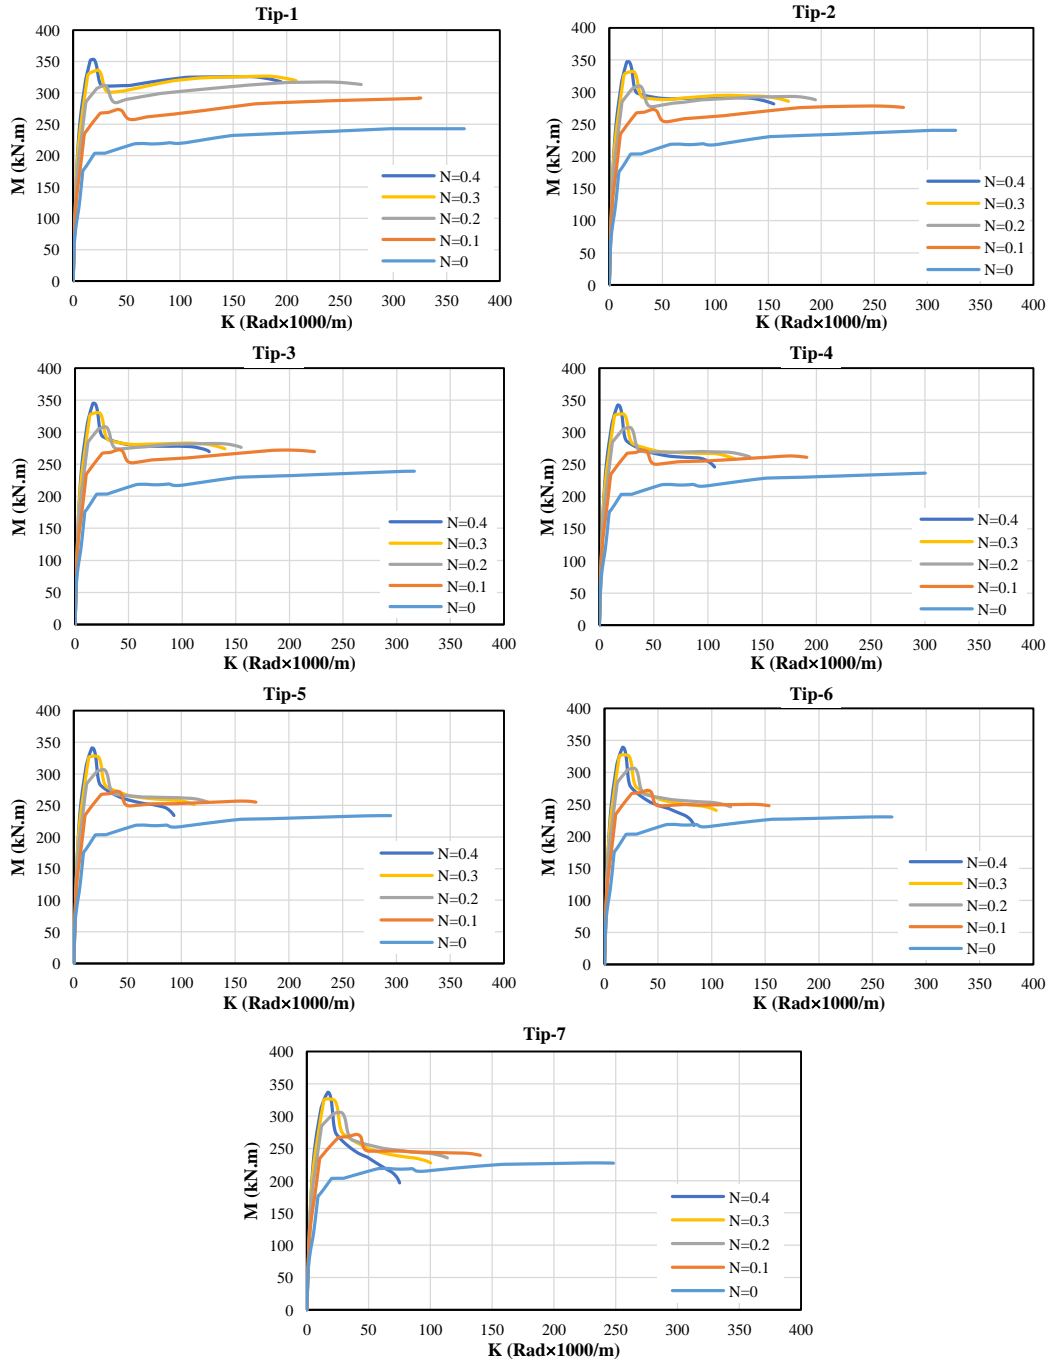 Tip-1
M (kN.m)
400
350
300
250
200
150
100
50
0
N=0.4
N=0.3
N=0.2
N=0.1
N=0
0 50 100 150 200 250 300 350 400
K (Rad×1000/m)
Tip-2
M (kN.m)
400
350
300
250
200
150
100
50
0
N=0.4
N=0.3
N=0.2
N=0.1
N=0
0 50 100 150 200 250 300 350 400
K (Rad×1000/m)
Tip-3
M (kN.m)
400
350
300
250
200
150
100
50
0
N=0.4
N=0.3
N=0.2
N=0.1
N=0
0 50 100 150 200 250 300 350 400
K (Rad×1000/m)
Tip-4
M (kN.m)
400
350
300
250
200
150
100
50
0
N=0.4
N=0.3
N=0.2
N=0.1
N=0
0 50 100 150 200 250 300 350 400
K (Rad×1000/m)
Tip-5
M (kN.m)
400
350
300
250
200
150
100
50
0
N=0.4
N=0.3
N=0.2
N=0.1
N=0
0 50 100 150 200 250 300 350 400
K (Rad×1000/m)
Tip-6
M (kN.m)
400
350
300
250
200
150
100
50
0
N=0.4
N=0.3
N=0.2
N=0.1
N=0
0 50 100 150 200 250 300 350 400
K (Rad×1000/m)
Tip-7
M (kN.m)
400
350
300
250
200
150
100
50
0
N=0.4
N=0.3
N=0.2
N=0.1
N=0
0 50 100 150 200 250 300 350 400
K (Rad×1000/m)